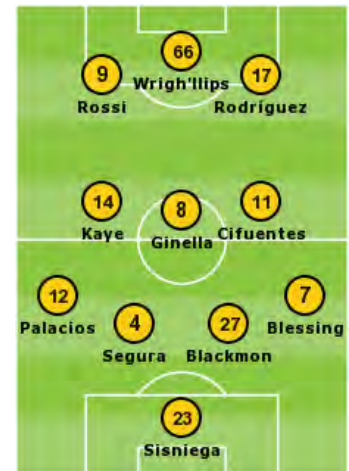 66
9 17
Wrigh'llips
Rossi Rodríguez
14 8 11
Kaye Ginella Cifuentes
12 7
4 27
Palacios Blessing
Segura Blackmon
23
Sisniega